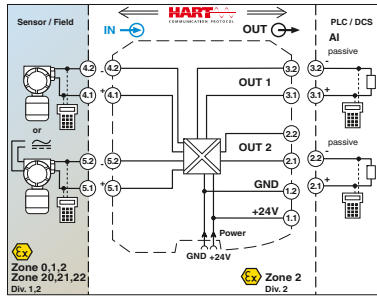 Sensor / Field
HART
COMMUNICATION PROTOCOL
PLC / DCS
IN
OUT
AI
passive
4.2 - 4.2
3.2 3.2 -
OUT 1
4.1 + 4.1
3.1 3.1 +
or
2.2
passive
5.2 - 5.2
OUT 2
2.1 2.2 -
5.1 + 5.1
GND
1.2 2.1 +
+24V
1.1
Power
GND +24V
Ex
Zone 0,1,2
Zone 20,21,22
Div. 1,2
Ex
Zone 2
Div. 2